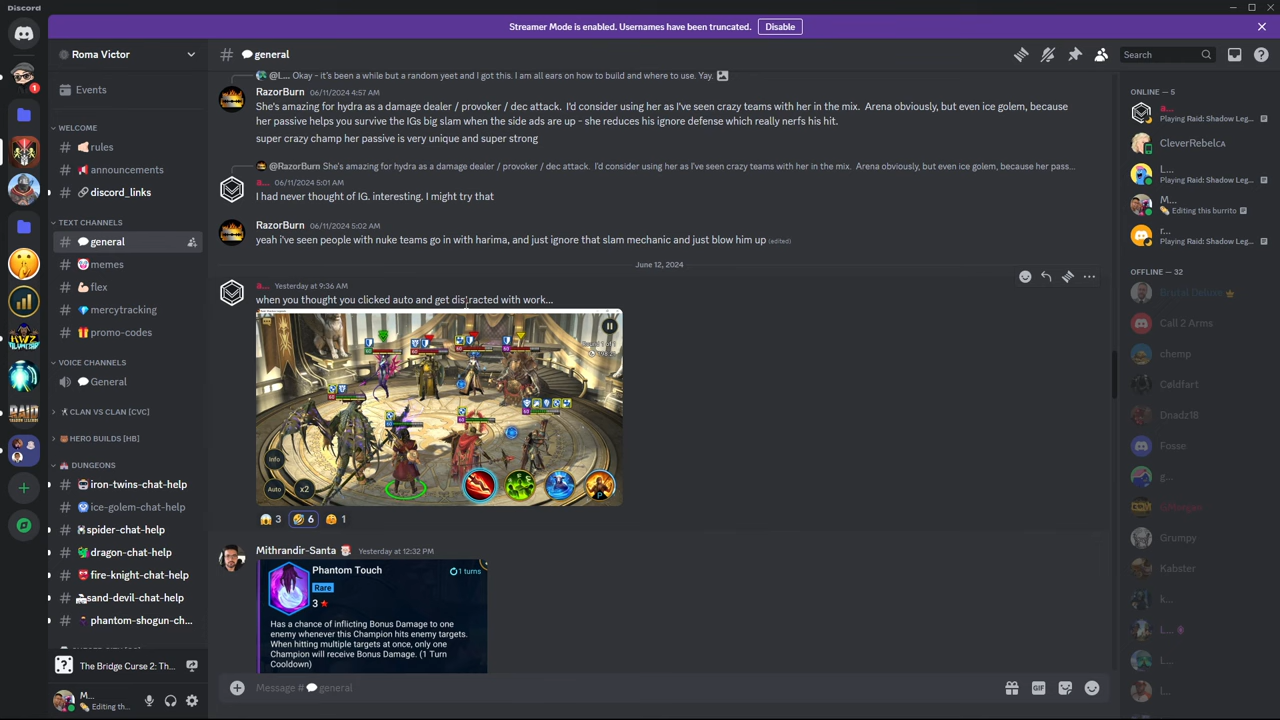 Discord
Streamer Mode is enabled. Usernames have been truncated.
Disable
Roma Victor
# general
Search
Events
WELCOME
rules
announcements
discord_links
TEXT CHANNELS
# general
# memes
# flex
# mercytracking
# promo-codes
VOICE CHANNELS
General
CLAN VS CLAN [CVC]
HERO BUILDS [HB]
DUNGEONS
# iron-twins-chat-help
# ice-golem-chat-help
# spider-chat-help
# dragon-chat-help
# fire-knight-chat-help
# sand-devil-chat-help
# phantom-shogun-ch...
The Bridge Curse 2: Th...
M...
Editing th...
@L... Okay - it's been a while but a random yeet and I got this. I am all ears on how to build and where to use. Yay.
RazorBurn 06/11/2024 4:57 AM
She's amazing for hydra as a damage dealer / provoker / dec attack. I'd consider using her as I've seen crazy teams with her in the mix. Arena obviously, but even ice golem, because
her passive helps you survive the IGs big slam when the side ads are up - she reduces his ignore defense which really nerfs his hit.
super crazy champ her passive is very unique and super strong
@RazorBurn She's amazing for hydra as a damage dealer / provoker / dec attack. I'd consider using her as I've seen crazy teams with her in the mix. Arena obviously, but even ice golem, because her pass...
a... 06/11/2024 5:01 AM
I had never thought of IG. interesting. I might try that
RazorBurn 06/11/2024 5:02 AM
yeah i've seen people with nuke teams go in with harima, and just ignore that slam mechanic and just blow him up (edited)
June 12, 2024
a... Yesterday at 9:36 AM
when you thought you clicked auto and get distracted with work...
Info
Auto
x2
P
3
6
1
Mithrandir-Santa Yesterday at 12:32 PM
Phantom Touch
1 turns
Rare
3
Has a chance of inflicting Bonus Damage to one
enemy whenever this Champion hits enemy targets.
When hitting multiple targets at once, only one
Champion will receive Bonus Damage. (1 Turn
Cooldown)
Message # general
GIF
ONLINE — 5
a...
Playing Raid: Shadow Leg...
CleverRebelca
L...
Playing Raid: Shadow Leg...
M...
Editing this burrito
r...
Playing Raid: Shadow Leg...
OFFLINE — 32
Brutal Deluxe
Call 2 Arms
chemp
Cøldfart
Dnadz18
Fosse
g...
GMorgan
Grumpy
Kabster
k...
L...
L...
l...